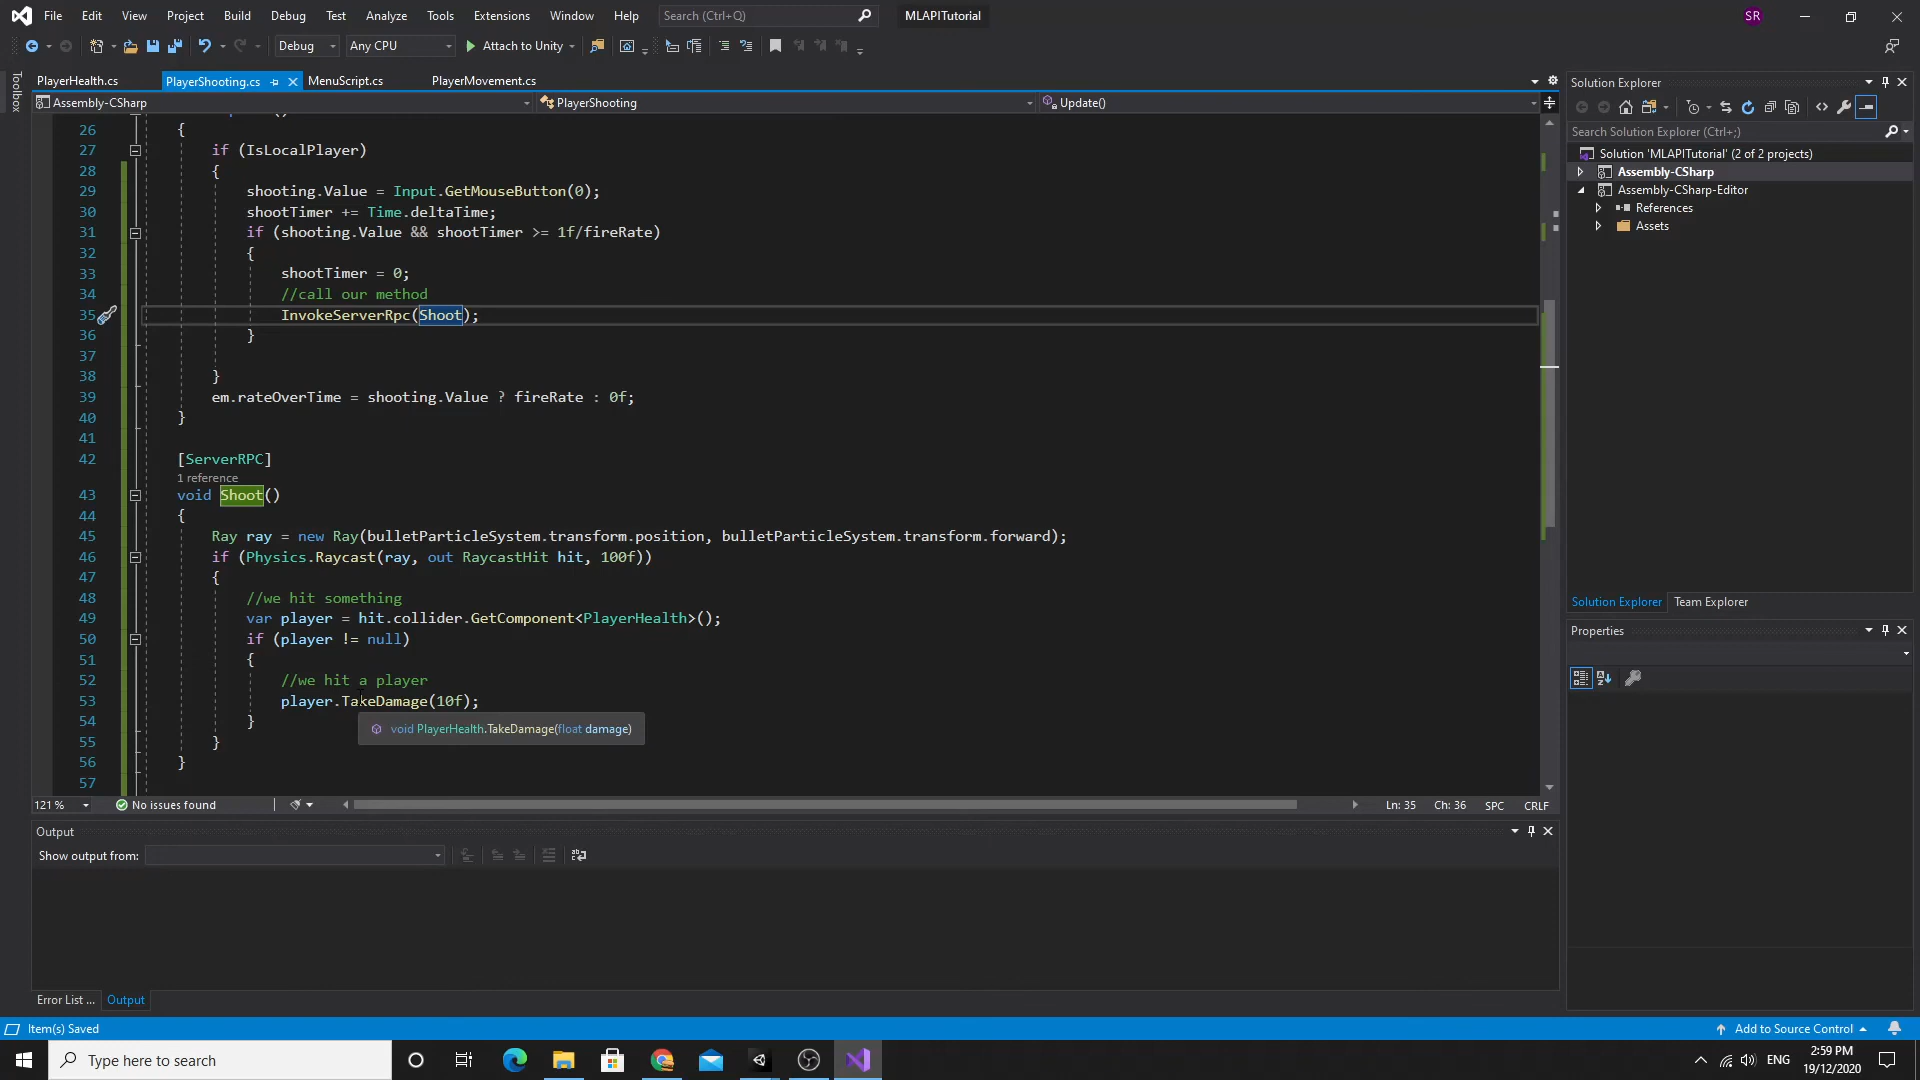 File Edit View Project Build Debug Test Analyze Tools Extensions Window Help Search (Ctrl+Q) MLAPITutorial SR
Debug Any CPU Attach to Unity
Toolbox
PlayerHealth.cs PlayerShooting.cs MenuScript.cs PlayerMovement.cs
Assembly-CSharp PlayerShooting Update()
26 {
27 if (IsLocalPlayer)
28 {
29 shooting.Value = Input.GetMouseButton(0);
30 shootTimer += Time.deltaTime;
31 if (shooting.Value && shootTimer >= 1f/fireRate)
32 {
33 shootTimer = 0;
34 //call our method
35 InvokeServerRpc(Shoot);
36 }
37
38 }
39 em.rateOverTime = shooting.Value ? fireRate : 0f;
40 }
41
42 [ServerRPC]
1 reference
43 void Shoot()
44 {
45 Ray ray = new Ray(bulletParticleSystem.transform.position, bulletParticleSystem.transform.forward);
46 if (Physics.Raycast(ray, out RaycastHit hit, 100f))
47 {
48 //we hit something
49 var player = hit.collider.GetComponent<PlayerHealth>();
50 if (player != null)
51 {
52 //we hit a player
53 player.TakeDamage(10f);
54 }
void PlayerHealth.TakeDamage(float damage)
55 }
56 }
57
121 % No issues found Ln: 35 Ch: 36 SPC CRLF
Output
Show output from:
Error List ... Output
Solution Explorer
Search Solution Explorer (Ctrl+;)
Solution 'MLAPITutorial' (2 of 2 projects)
Assembly-CSharp
Assembly-CSharp-Editor
References
Assets
Solution Explorer Team Explorer
Properties
Item(s) Saved Add to Source Control
Type here to search ENG 2:59 PM
19/12/2020